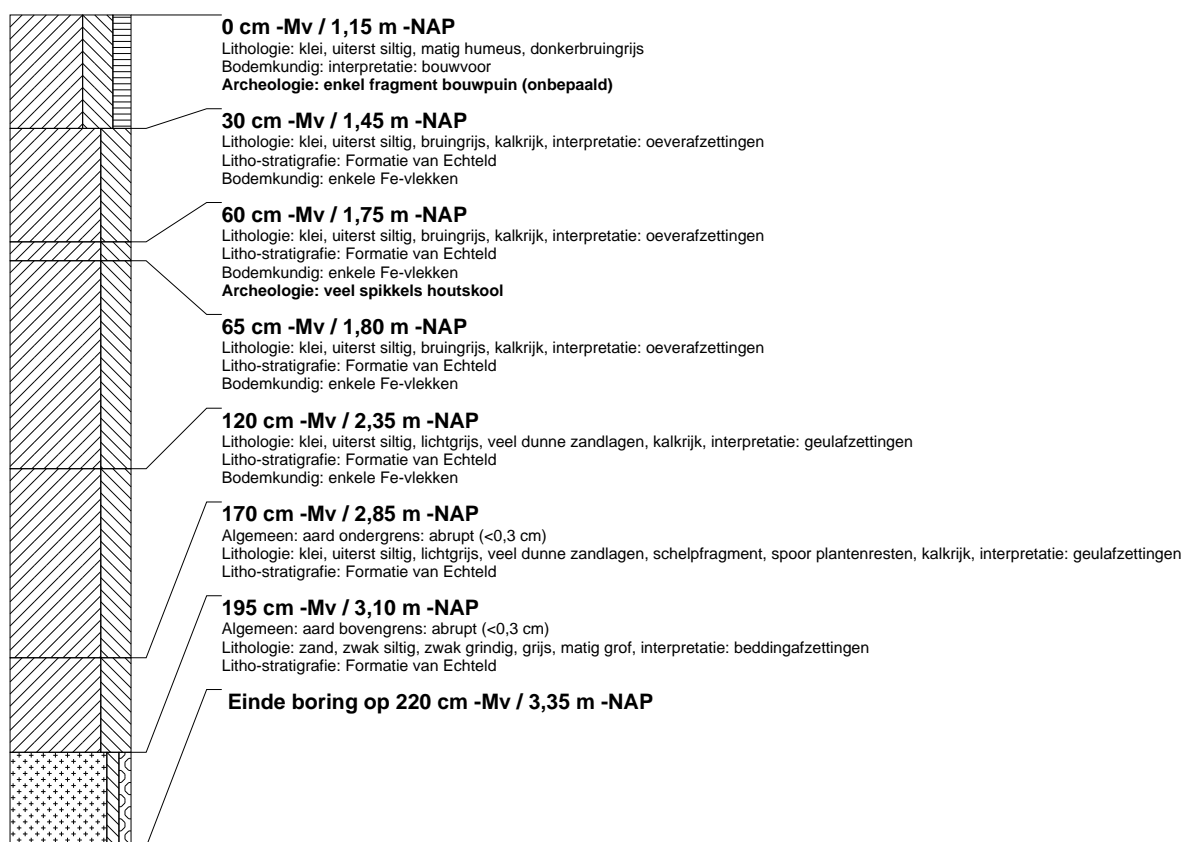 0 cm -Mv / 1,15 m -NAP
Lithologie: klei, uiterst siltig, matig humeus, donkerbruingrijs
Bodemkundig: interpretatie: bouwvoor
Archeologie: enkel fragment bouwpuin (onbepaald)
30 cm -Mv / 1,45 m -NAP
Lithologie: klei, uiterst siltig, bruingrijs, kalkrijk, interpretatie: oeverafzettingen
Litho-stratigrafie: Formatie van Echteld
Bodemkundig: enkele Fe-vlekken
60 cm -Mv / 1,75 m -NAP
Lithologie: klei, uiterst siltig, bruingrijs, kalkrijk, interpretatie: oeverafzettingen
Litho-stratigrafie: Formatie van Echteld
Bodemkundig: enkele Fe-vlekken
Archeologie: veel spikkels houtskool
65 cm -Mv / 1,80 m -NAP
Lithologie: klei, uiterst siltig, bruingrijs, kalkrijk, interpretatie: oeverafzettingen
Litho-stratigrafie: Formatie van Echteld
Bodemkundig: enkele Fe-vlekken
120 cm -Mv / 2,35 m -NAP
Lithologie: klei, uiterst siltig, lichtgrijs, veel dunne zandlagen, kalkrijk, interpretatie: geulafzettingen
Litho-stratigrafie: Formatie van Echteld
Bodemkundig: enkele Fe-vlekken
170 cm -Mv / 2,85 m -NAP
Algemeen: aard ondergrens: abrupt (<0,3 cm)
Lithologie: klei, uiterst siltig, lichtgrijs, veel dunne zandlagen, schelpfragment, spoor plantenresten, kalkrijk, interpretatie: geulafzettingen
Litho-stratigrafie: Formatie van Echteld
195 cm -Mv / 3,10 m -NAP
Algemeen: aard bovengrens: abrupt (<0,3 cm)
Lithologie: zand, zwak siltig, zwak grindig, grijs, matig grof, interpretatie: beddingafzettingen
Litho-stratigrafie: Formatie van Echteld
Einde boring op 220 cm -Mv / 3,35 m -NAP